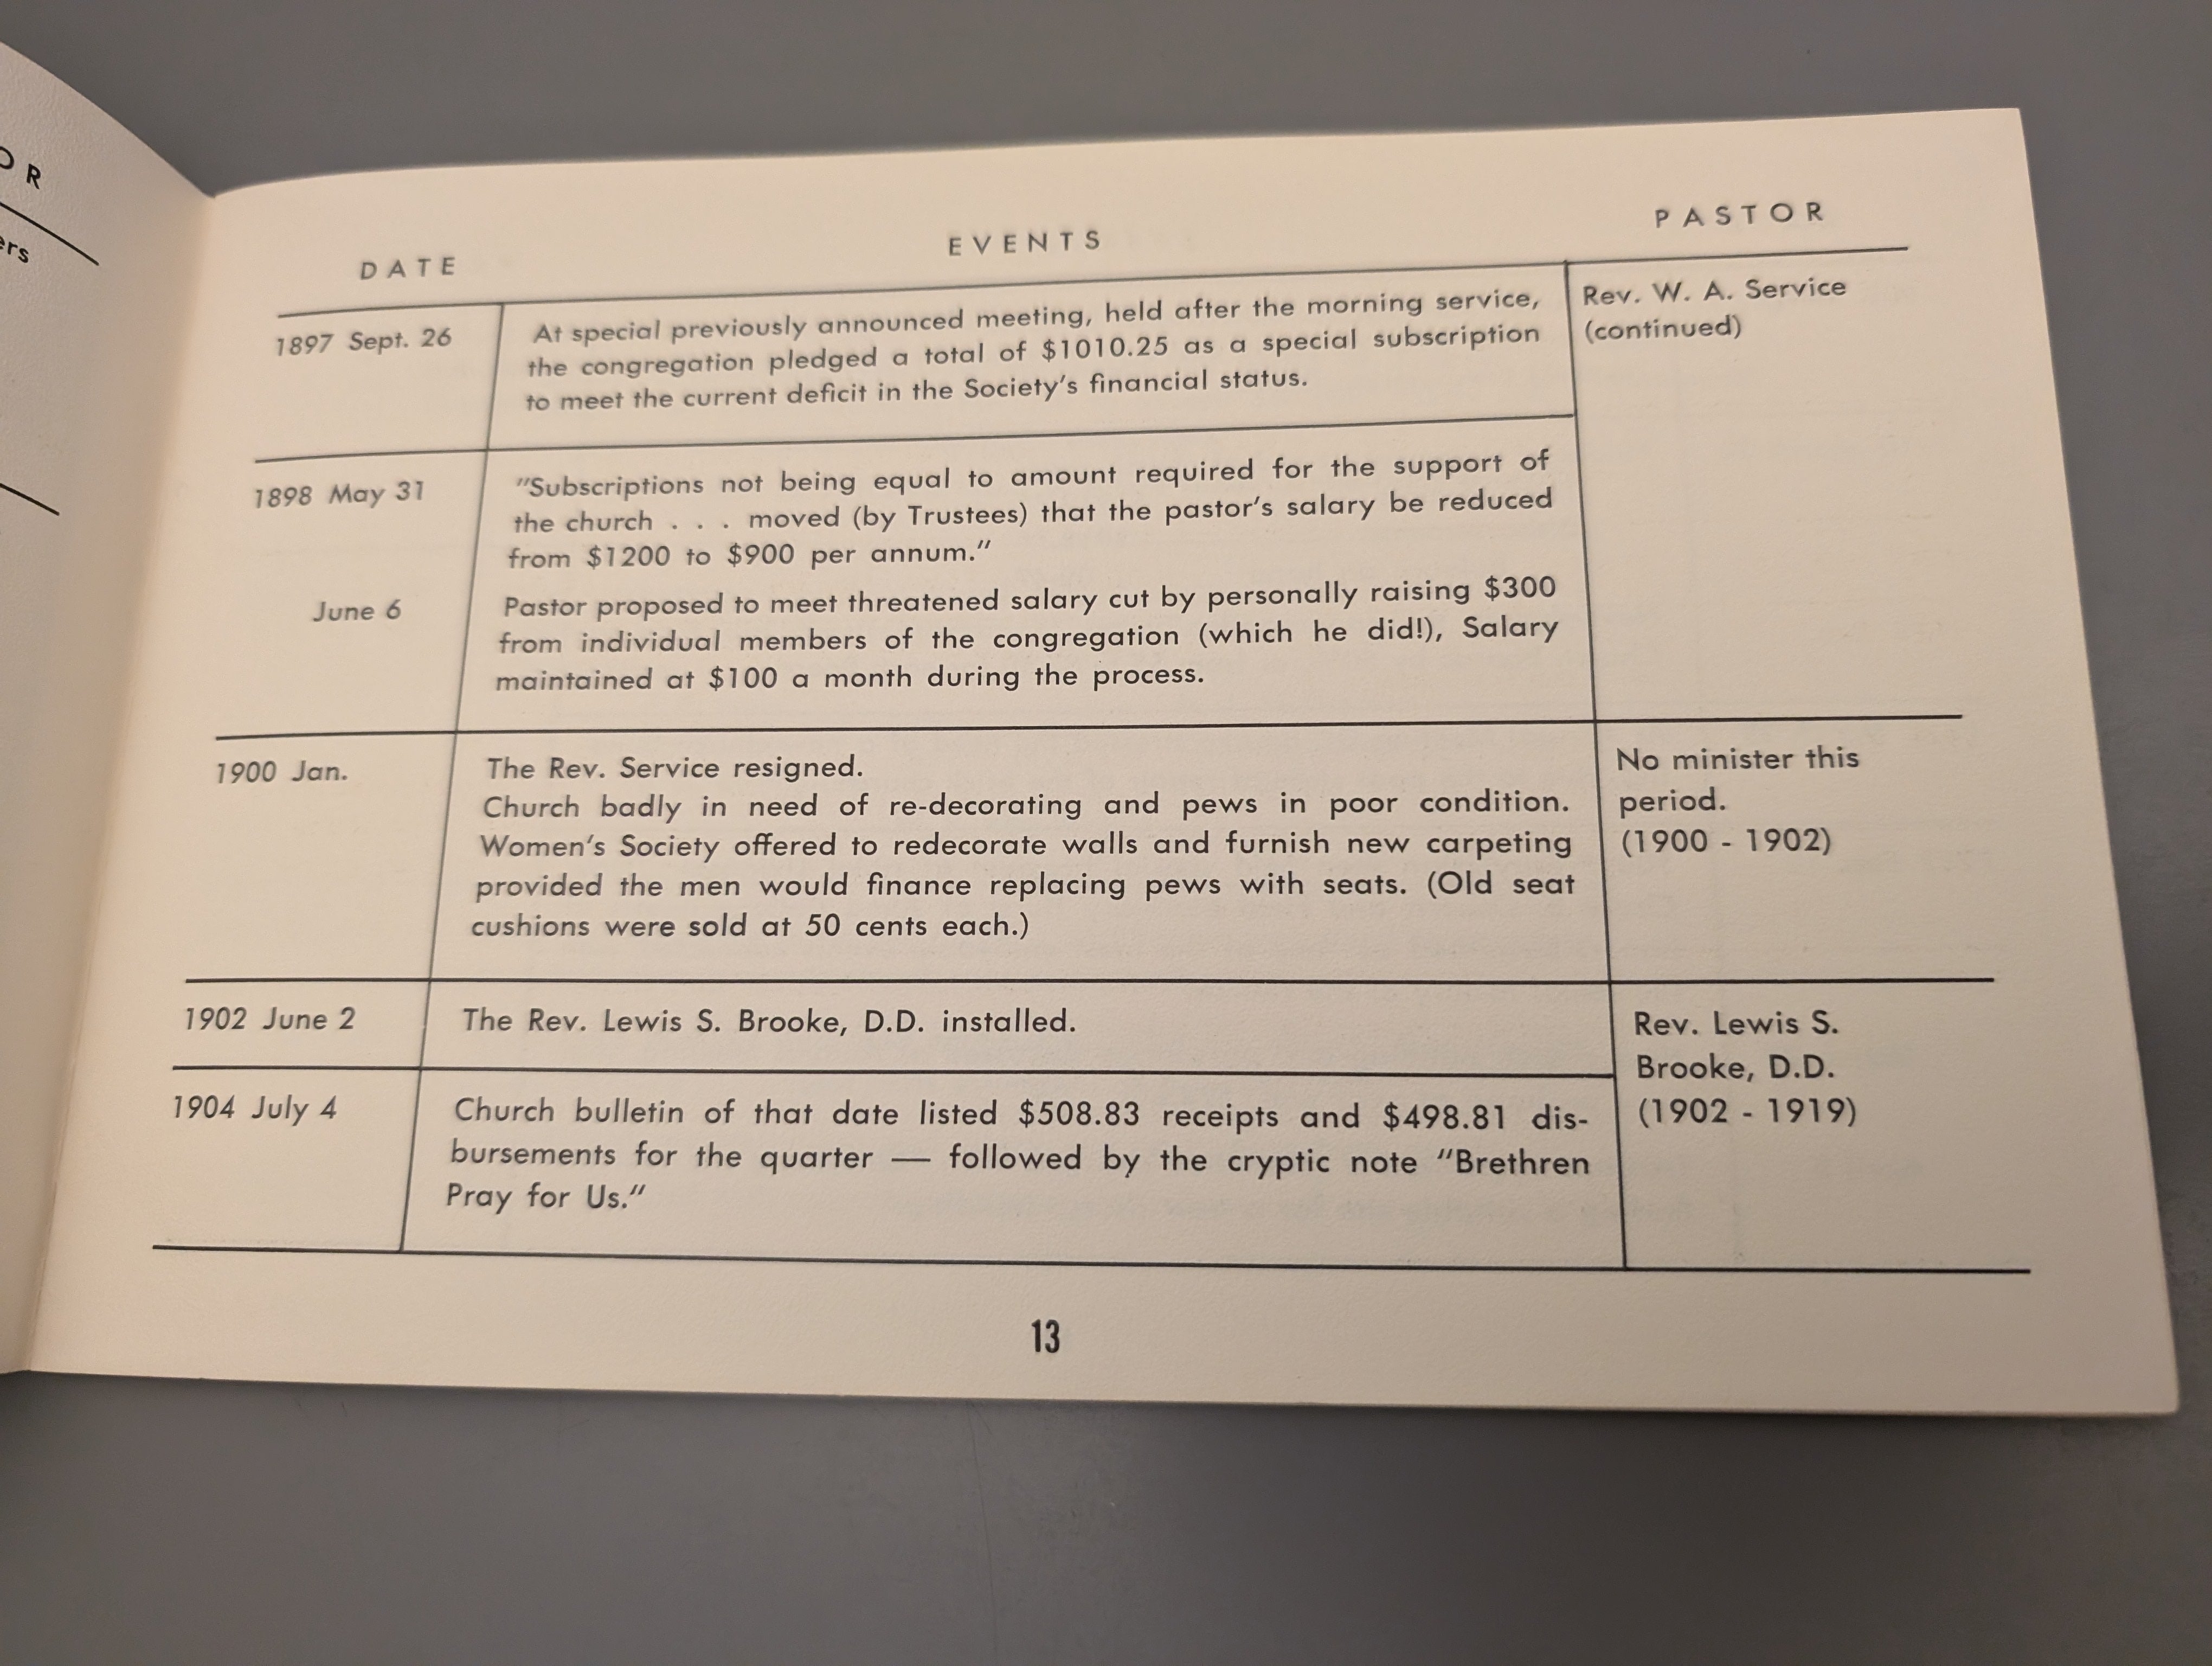 O R
ers
DATE
EVENTS
PASTOR
1897 Sept. 26
At special previously announced meeting, held after the morning service,
the congregation pledged a total of $1010.25 as a special subscription
to meet the current deficit in the Society's financial status.
Rev. W. A. Service
(continued)
1898 May 31
"Subscriptions not being equal to amount required for the support of
the church . . . moved (by Trustees) that the pastor's salary be reduced
from $1200 to $900 per annum."
June 6
Pastor proposed to meet threatened salary cut by personally raising $300
from individual members of the congregation (which he did!), Salary
maintained at $100 a month during the process.
1900 Jan.
The Rev. Service resigned.
Church badly in need of re-decorating and pews in poor condition.
Women's Society offered to redecorate walls and furnish new carpeting
provided the men would finance replacing pews with seats. (Old seat
cushions were sold at 50 cents each.)
No minister this
period.
(1900 - 1902)
1902 June 2
The Rev. Lewis S. Brooke, D.D. installed.
Rev. Lewis S.
Brooke, D.D.
(1902 - 1919)
1904 July 4
Church bulletin of that date listed $508.83 receipts and $498.81 dis-
bursements for the quarter — followed by the cryptic note "Brethren
Pray for Us."
13